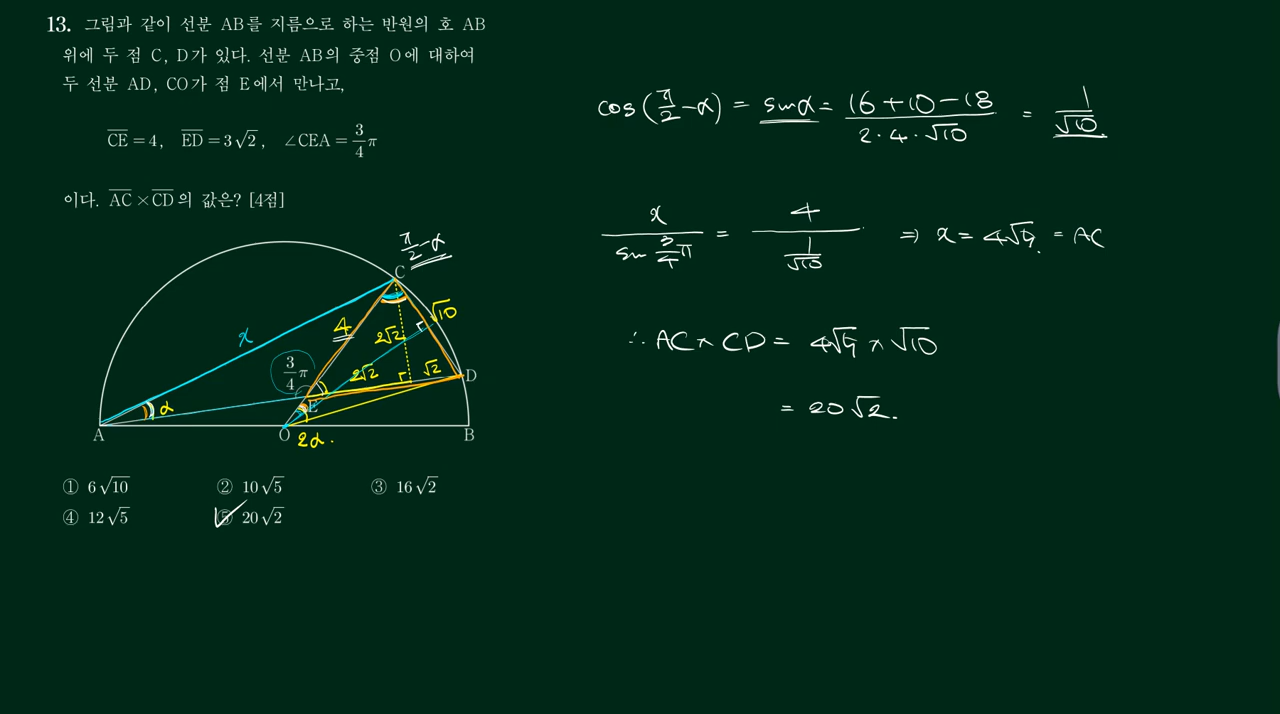 13. 그림과 같이 선분 AB를 지름으로 하는 반원의 호 AB
위에 두 점 C, D가 있다. 선분 AB의 중점 O에 대하여
두 선분 AD, CO가 점 E에서 만나고,
CE = 4, ED = 3√2, ∠CEA = 3/4 π
이다. AC × CD의 값은? [4점]
π/2 - α
C
x
4
2√2
√10
3/4 π
2√2
√2
D
α
E
A
O
2α.
B
① 6√10
② 10√5
③ 16√2
④ 12√5
⑤ 20√2
cos(π/2 - α) = sinα = (16 + 10 - 18)/(2·4·√10) = 1/√10
x/(sin 3/4 π) = 4/(1/√10) ⇒ x = 4√5. = AC
∴ AC × CD = 4√5 × √10
= 20√2.